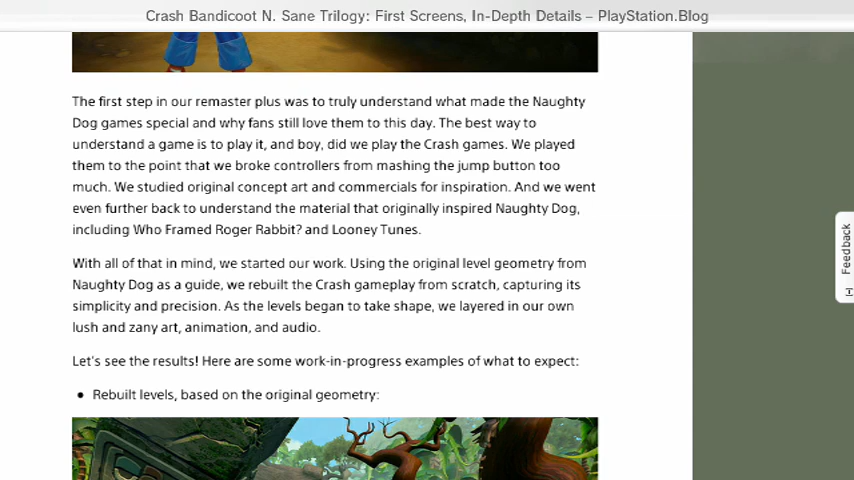 Crash Bandicoot N. Sane Trilogy: First Screens, In-Depth Details – PlayStation.Blog
The first step in our remaster plus was to truly understand what made the Naughty
Dog games special and why fans still love them to this day. The best way to
understand a game is to play it, and boy, did we play the Crash games. We played
them to the point that we broke controllers from mashing the jump button too
much. We studied original concept art and commercials for inspiration. And we went
even further back to understand the material that originally inspired Naughty Dog,
including Who Framed Roger Rabbit? and Looney Tunes.
With all of that in mind, we started our work. Using the original level geometry from
Naughty Dog as a guide, we rebuilt the Crash gameplay from scratch, capturing its
simplicity and precision. As the levels began to take shape, we layered in our own
lush and zany art, animation, and audio.
Let's see the results! Here are some work-in-progress examples of what to expect:
• Rebuilt levels, based on the original geometry:
Feedback